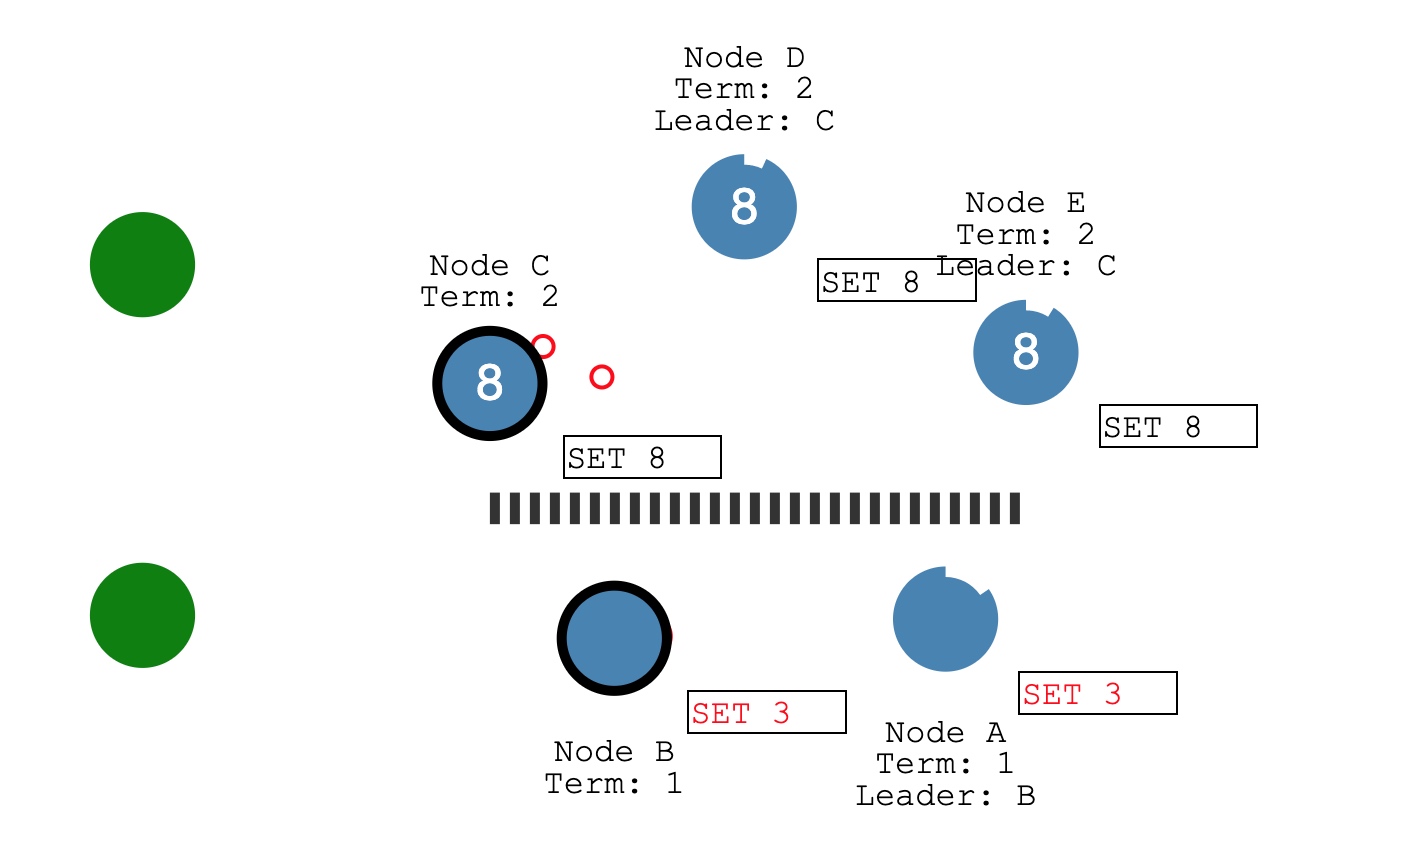 Node D
Term: 2
Leader: C
8
SET 8
Node E
Term: 2
Leader: C
8
SET 8
Node C
Term: 2
8
SET 8
SET 3
Node B
Term: 1
SET 3
Node A
Term: 1
Leader: B